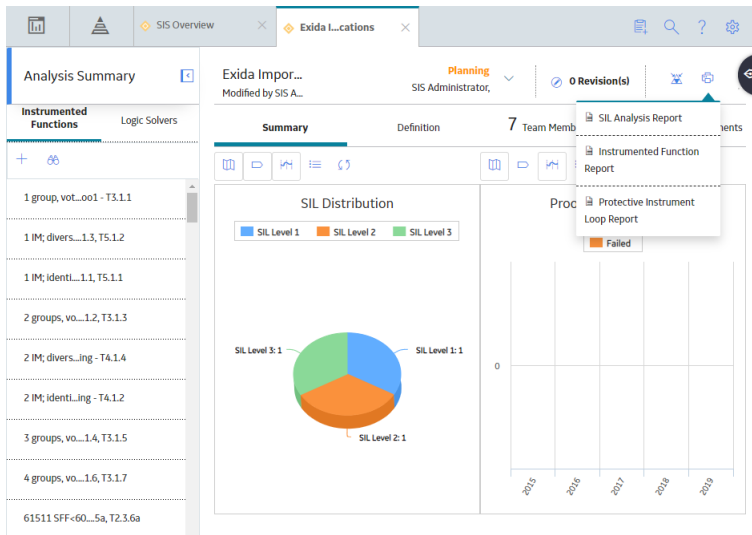 SIS Overview
Exida I...cations
Analysis Summary
Instrumented
Functions
Logic Solvers
1 group, vot...oo1 - T3.1.1
1 IM; divers....1.3, T5.1.2
1 IM; identi....1.1, T5.1.1
2 groups, vo....1.2, T3.1.3
2 IM; divers...ing - T4.1.4
2 IM; identi...ing - T4.1.2
3 groups, vo....1.4, T3.1.5
4 groups, vo....1.6, T3.1.7
61511 SFF<60....5a, T2.3.6a
Exida Impor...
Modified by SIS A...
Planning
SIS Administrator,
0 Revision(s)
Summary
Definition
7 Team Memb
ents
SIL Analysis Report
Instrumented Function
Report
Protective Instrument
Loop Report
SIL Distribution
SIL Level 1
SIL Level 2
SIL Level 3
SIL Level 3: 1
SIL Level 1: 1
SIL Level 2: 1
Proo
Failed
0
2015
2016
2017
2018
2019